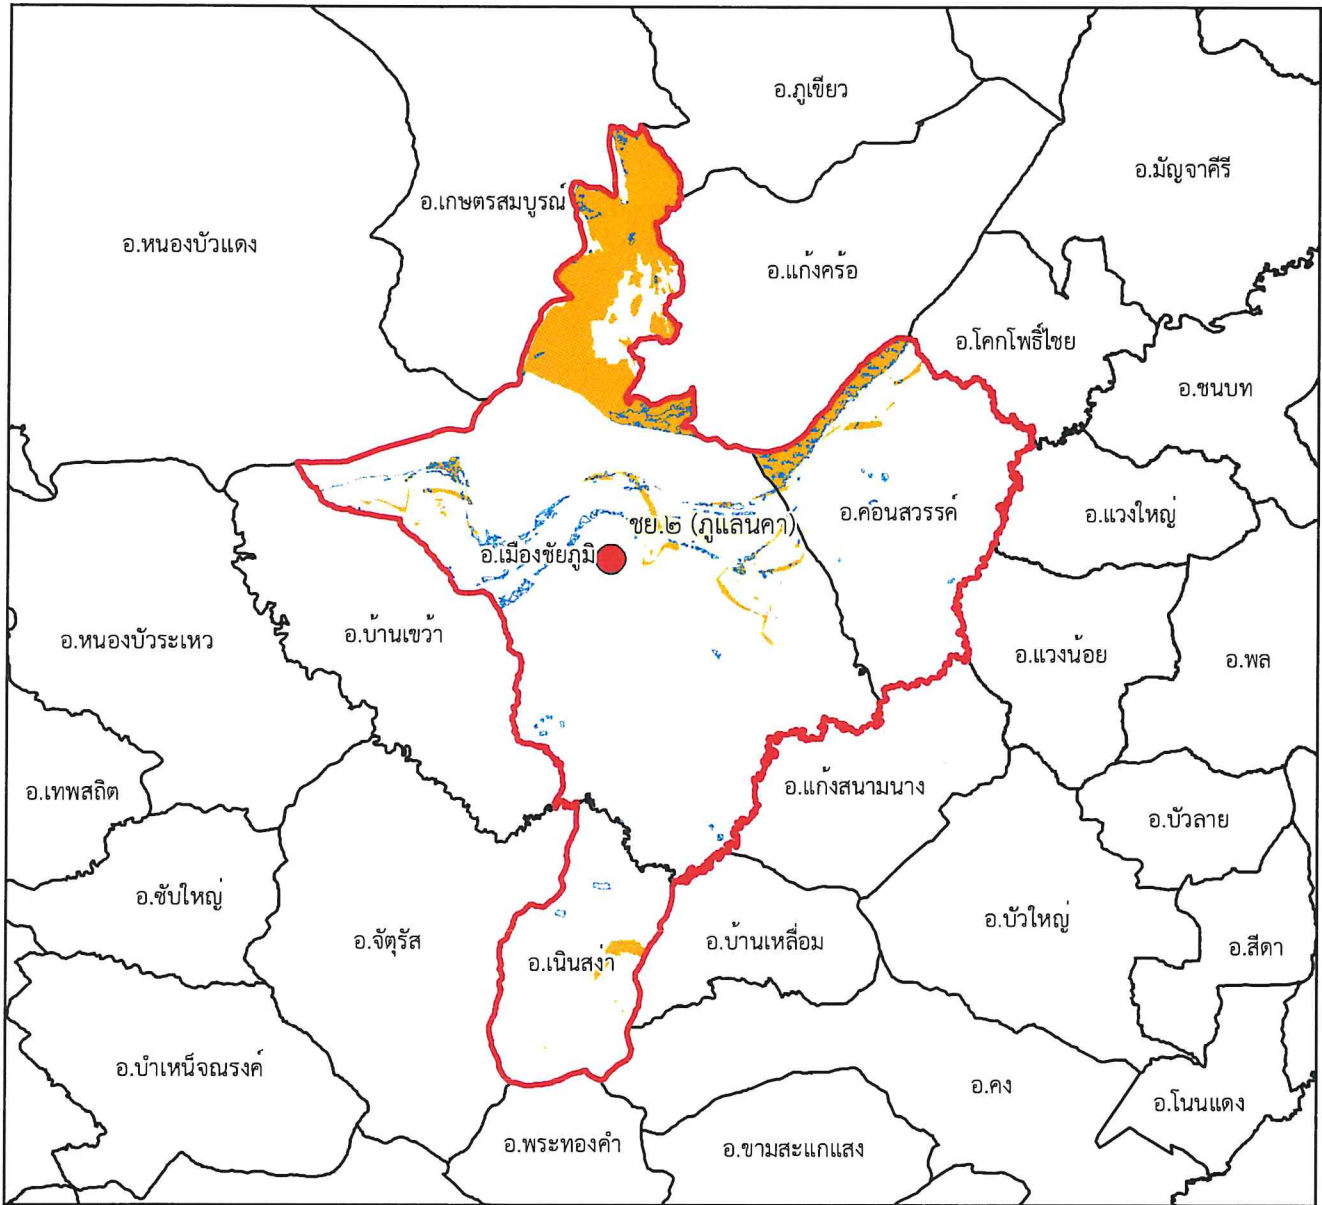 อ.ภูเขียว
อ.มัญจาคีรี
อ.เกษตรสมบูรณ์
อ.หนองบัวแดง
อ.แก้งคร้อ
อ.โคกโพธิ์ไชย
อ.ชนบท
อ.คอนสวรรค์
อ.แวงใหญ่
ชย.๒ (ภูแลนคา)
อ.เมืองชัยภูมิ
อ.บ้านเขว้า
อ.หนองบัวระเหว
อ.แวงน้อย
อ.พล
อ.เทพสถิต
อ.แก้งสนามนาง
อ.บัวลาย
อ.ซับใหญ่
อ.จัตุรัส
อ.บ้านเหลื่อม
อ.บัวใหญ่
อ.สีดา
อ.เนินสง่า
อ.บำเหน็จณรงค์
อ.คง
อ.โนนแดง
อ.พระทองคำ
อ.ขามสะแกแสง